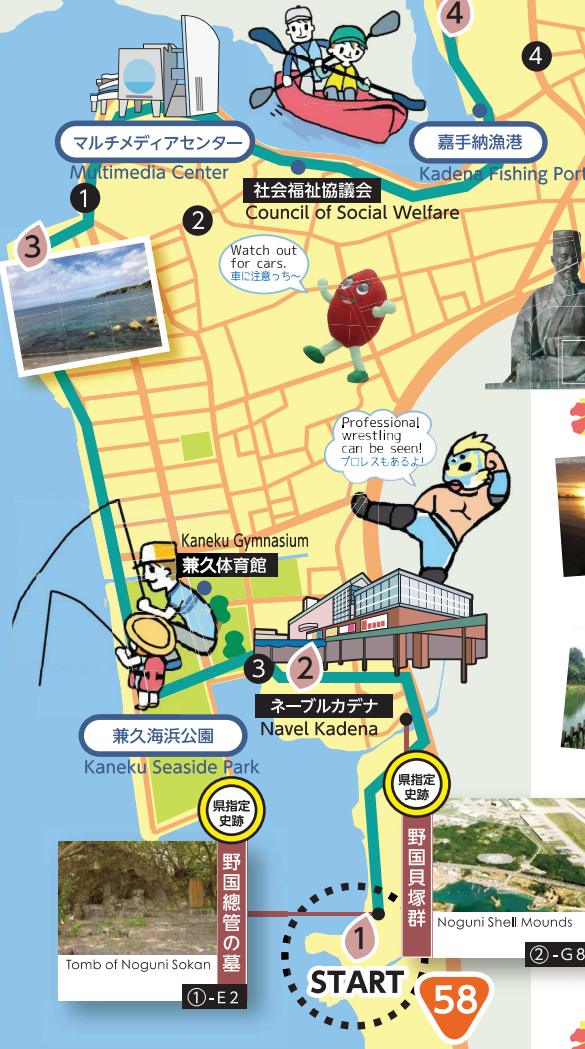 4
4
マルチメディアセンター
Multimedia Center
嘉手納漁港
Kadena Fishing Port
社会福祉協議会
Council of Social Welfare
1
2
3
Watch out
for cars.
車に注意っち〜
Professional
wrestling
can be seen!
プロレスもあるよ!
Kaneku Gymnasium
兼久体育館
3
2
ネーブルカデナ
Navel Kadena
兼久海浜公園
Kaneku Seaside Park
県指定
史跡
野国總管の墓
Tomb of Noguni Sokan
①-E2
県指定
史跡
野国貝塚群
Noguni Shell Mounds
②-G8
1
START
58